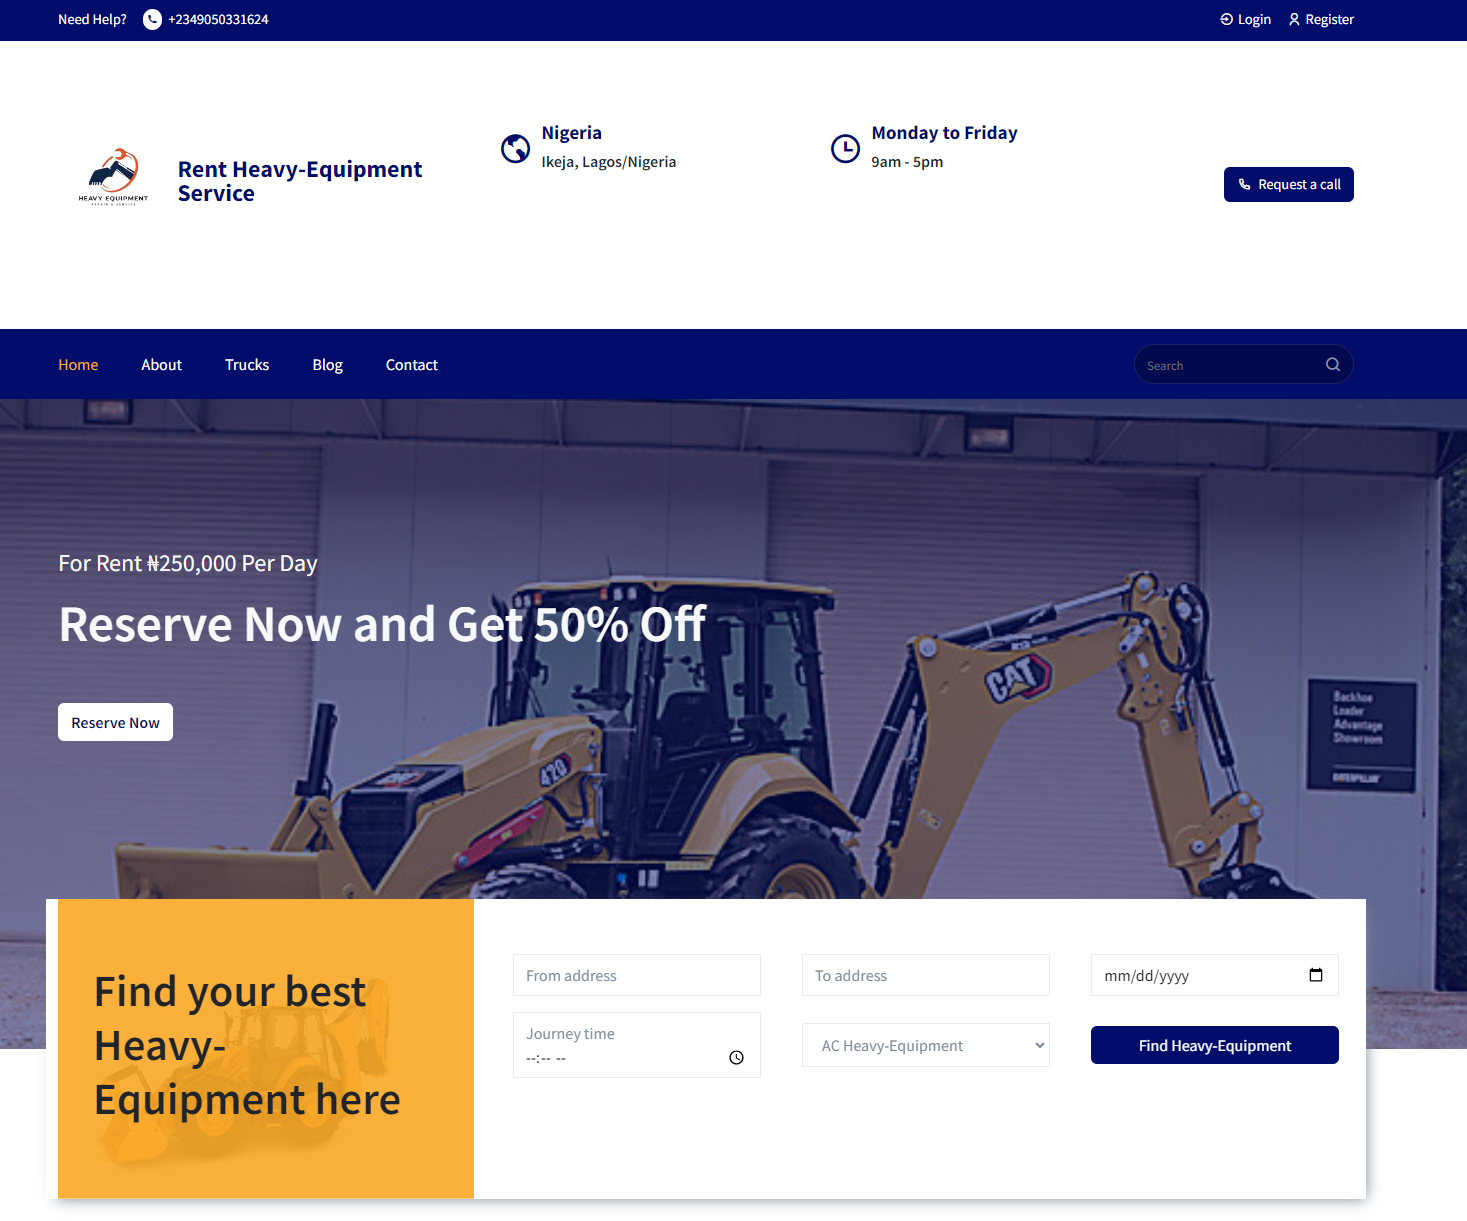 Need Help? +2349050331624
Login Register
HEAVY EQUIPMENT
REPAIR & SERVICE
Rent Heavy-Equipment
Service
Nigeria
Ikeja, Lagos/Nigeria
Monday to Friday
9am - 5pm
Request a call
Home About Trucks Blog Contact
Search
For Rent ₦250,000 Per Day
Reserve Now and Get 50% Off
Reserve Now
CAT
420
Backhoe
Loader
Advantage
Showroom
CATERPILLAR
Find your best
Heavy-
Equipment here
From address
To address
mm/dd/yyyy
Journey time
--:-- --
AC Heavy-Equipment
Find Heavy-Equipment